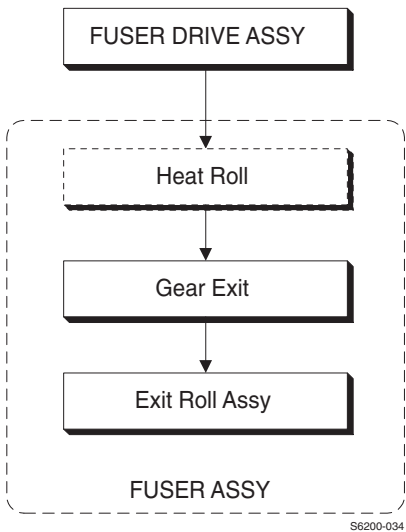 FUSER DRIVE ASSY
Heat Roll
Gear Exit
Exit Roll Assy
FUSER ASSY
S6200-034